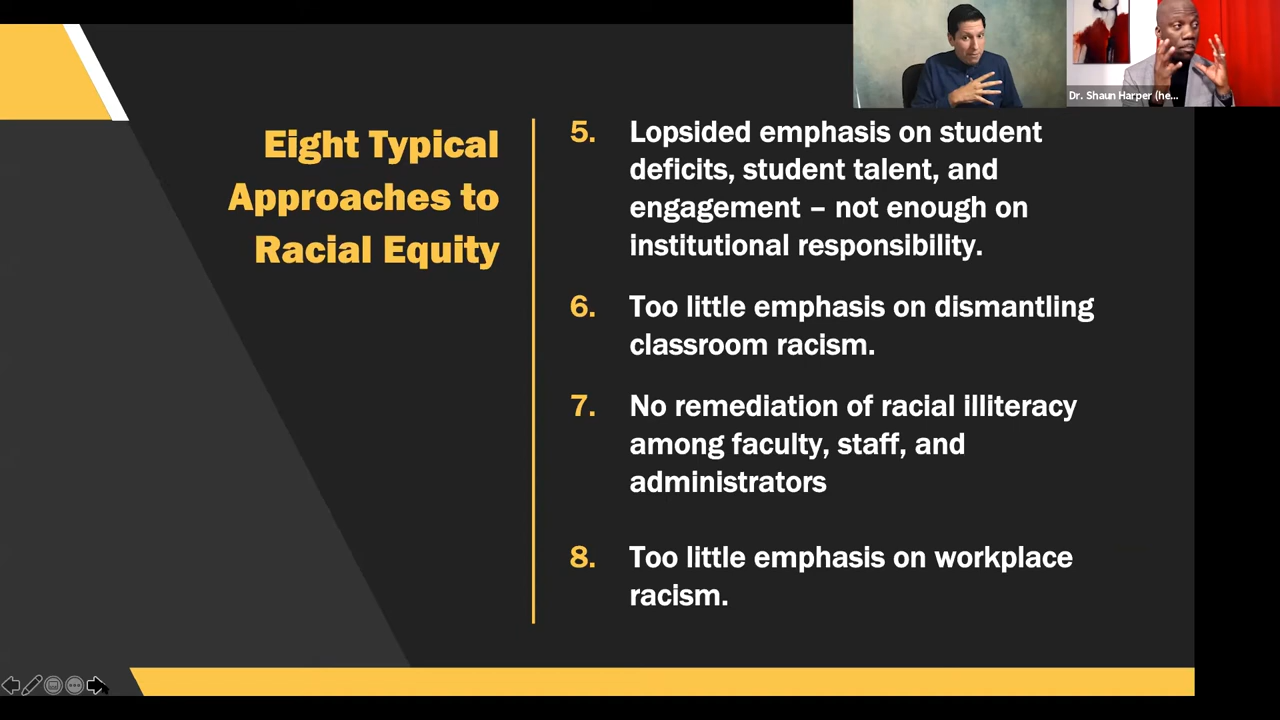 Dr. Shaun Harper (he...
Eight Typical
Approaches to
Racial Equity
5. Lopsided emphasis on student
deficits, student talent, and
engagement – not enough on
institutional responsibility.
6. Too little emphasis on dismantling
classroom racism.
7. No remediation of racial illiteracy
among faculty, staff, and
administrators
8. Too little emphasis on workplace
racism.